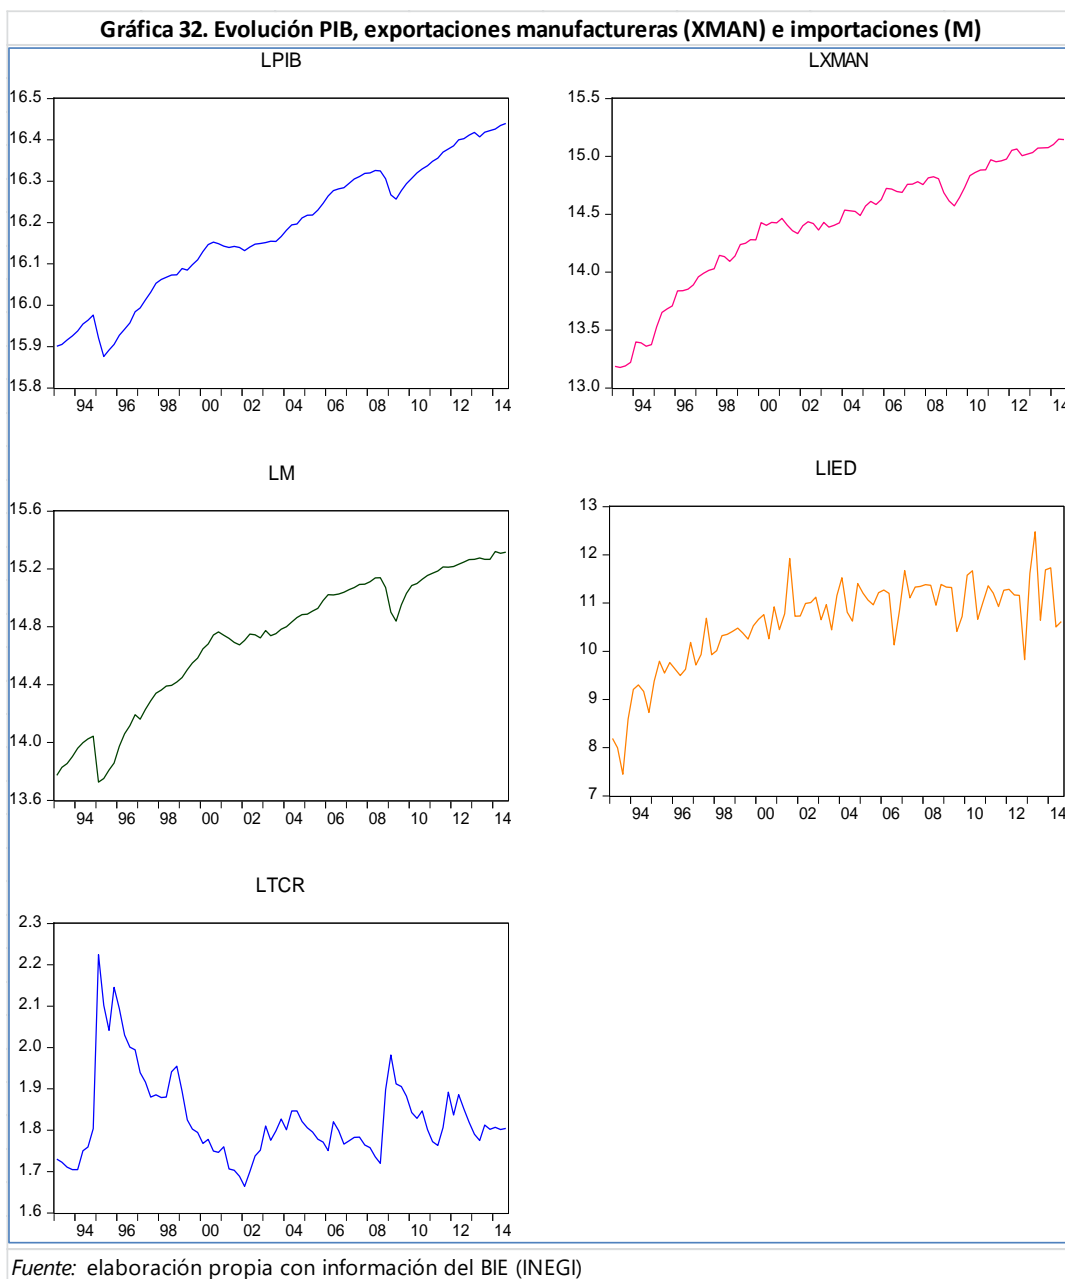 Gráfica 32. Evolución PIB, exportaciones manufactureras (XMAN) e importaciones (M)
LPIB
16.5
16.4
16.3
16.2
16.1
16.0
15.9
15.8
94 96 98 00 02 04 06 08 10 12 14
LXMAN
15.5
15.0
14.5
14.0
13.5
13.0
94 96 98 00 02 04 06 08 10 12 14
LM
15.6
15.2
14.8
14.4
14.0
13.6
94 96 98 00 02 04 06 08 10 12 14
LIED
13
12
11
10
9
8
7
94 96 98 00 02 04 06 08 10 12 14
LTCR
2.3
2.2
2.1
2.0
1.9
1.8
1.7
1.6
94 96 98 00 02 04 06 08 10 12 14
Fuente: elaboración propia con información del BIE (INEGI)